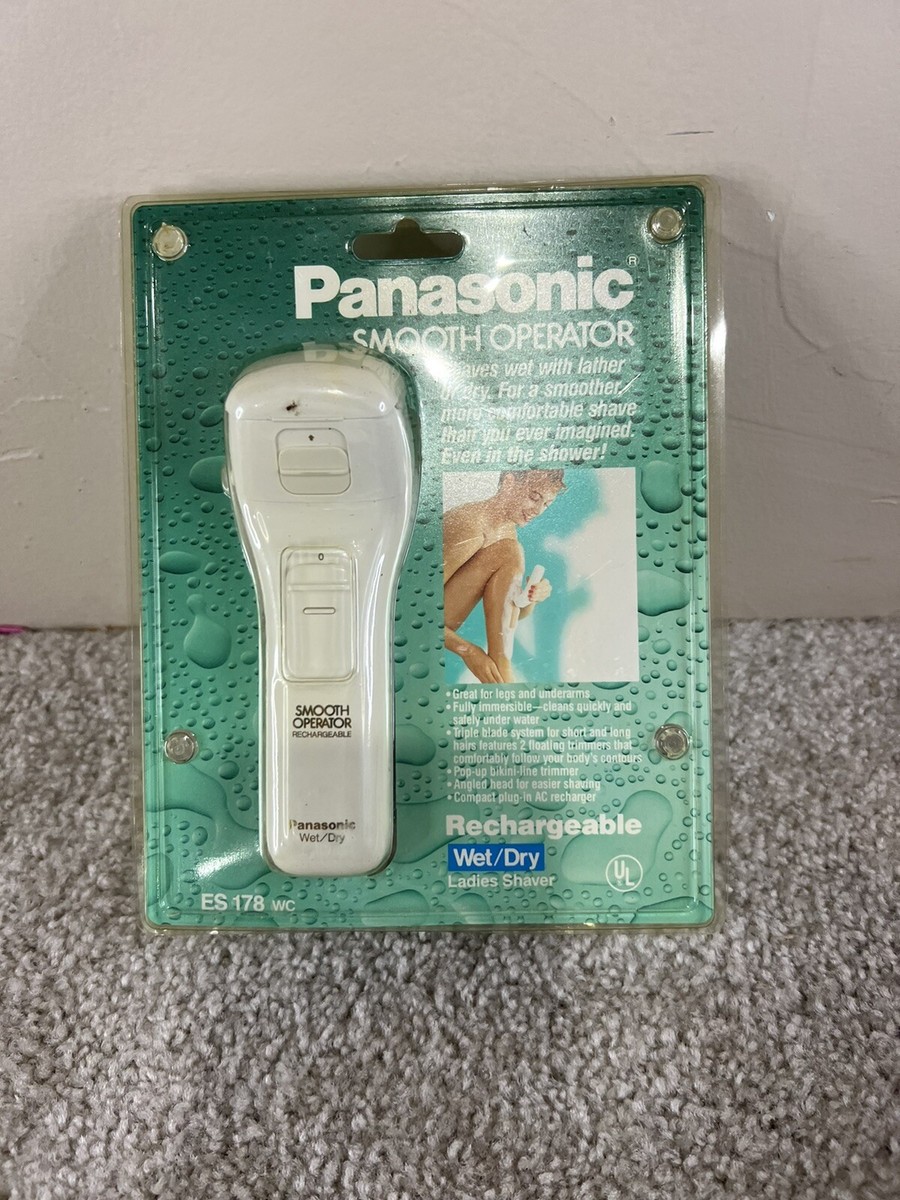 Panasonic®
SMOOTH OPERATOR
wet with lather
or dry. For a smoother,
more comfortable shave
than you ever imagined.
Even in the shower!
0
SMOOTH
OPERATOR
RECHARGEABLE
Panasonic
Wet/Dry
• Great for legs and underarms
• Fully immersible—cleans quickly and
safely under water
• Triple blade system for short and long
hairs features 2 floating trimmers that
comfortably follow your body's contours
• Pop-up bikini-line trimmer
• Angled head for easier shaving
• Compact plug-in AC recharger
Rechargeable
Wet/Dry
Ladies Shaver
UL
ES 178 WC